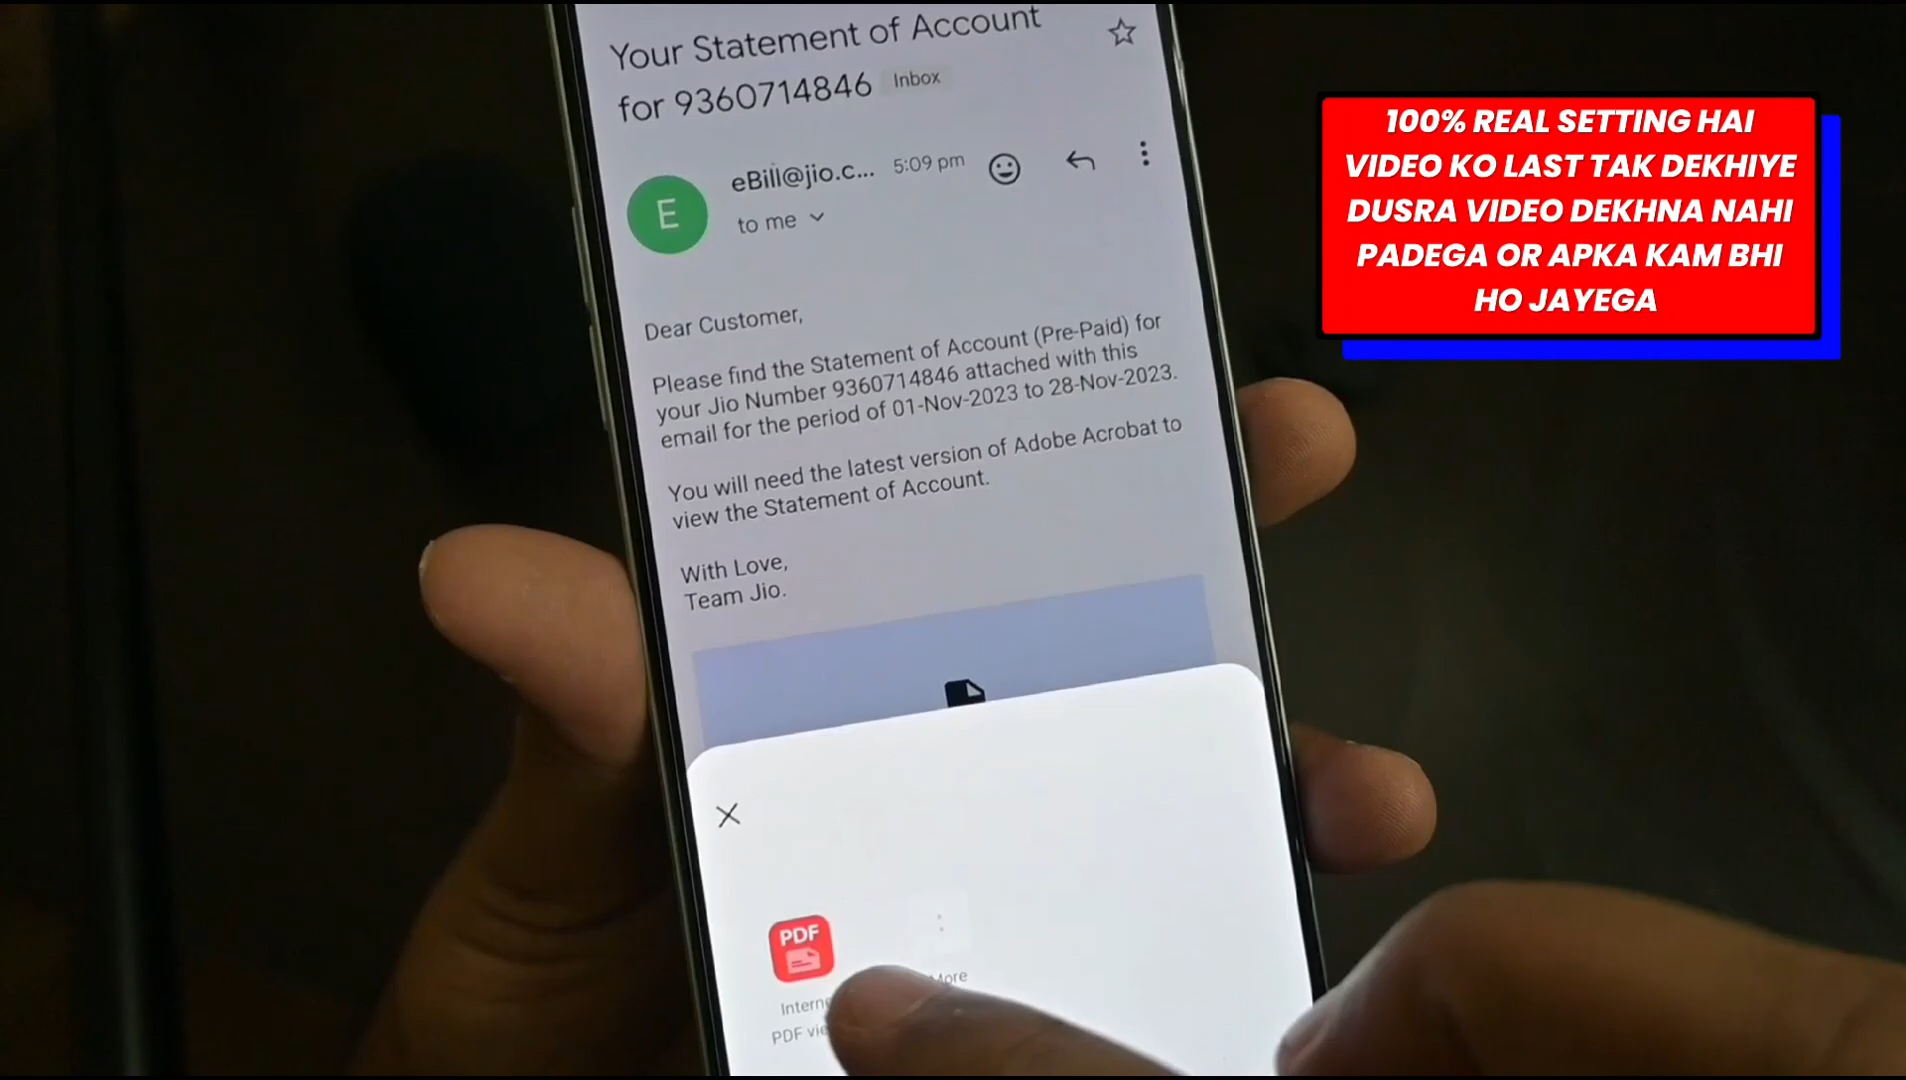 Your Statement of Account
for 9360714846 Inbox
eBill@jio.c... 5:09 pm
E
to me
Dear Customer,
Please find the Statement of Account (Pre-Paid) for
your Jio Number 9360714846 attached with this
email for the period of 01-Nov-2023 to 28-Nov-2023.
You will need the latest version of Adobe Acrobat to
view the Statement of Account.
With Love,
Team Jio.
PDF
More
PDF
100% REAL SETTING HAI
VIDEO KO LAST TAK DEKHIYE
DUSRA VIDEO DEKHNA NAHI
PADEGA OR APKA KAM BHI
HO JAYEGA